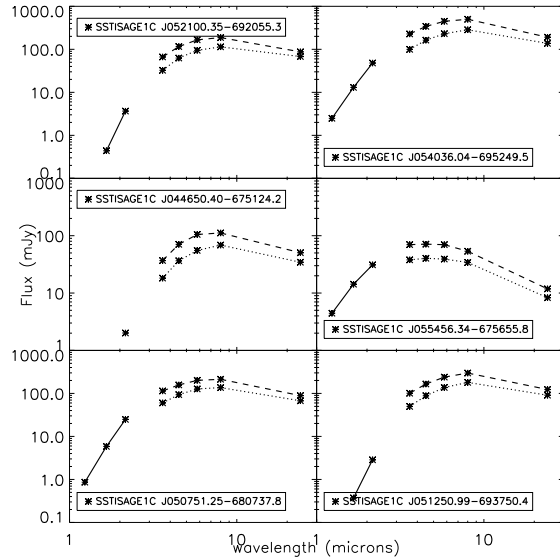 1000.0
100.0
10.0
1.0
0.1
SSTISAGE1C J052100.35−692055.3
SSTISAGE1C J054036.04−695249.5
1000
100
10
1
Flux (mJy)
SSTISAGE1C J044650.40−675124.2
SSTISAGE1C J055456.34−675655.8
1000.0
100.0
10.0
1.0
0.1
SSTISAGE1C J050751.25−680737.8
SSTISAGE1C J051250.99−693750.4
1 10 1 10
Wavelength (microns)